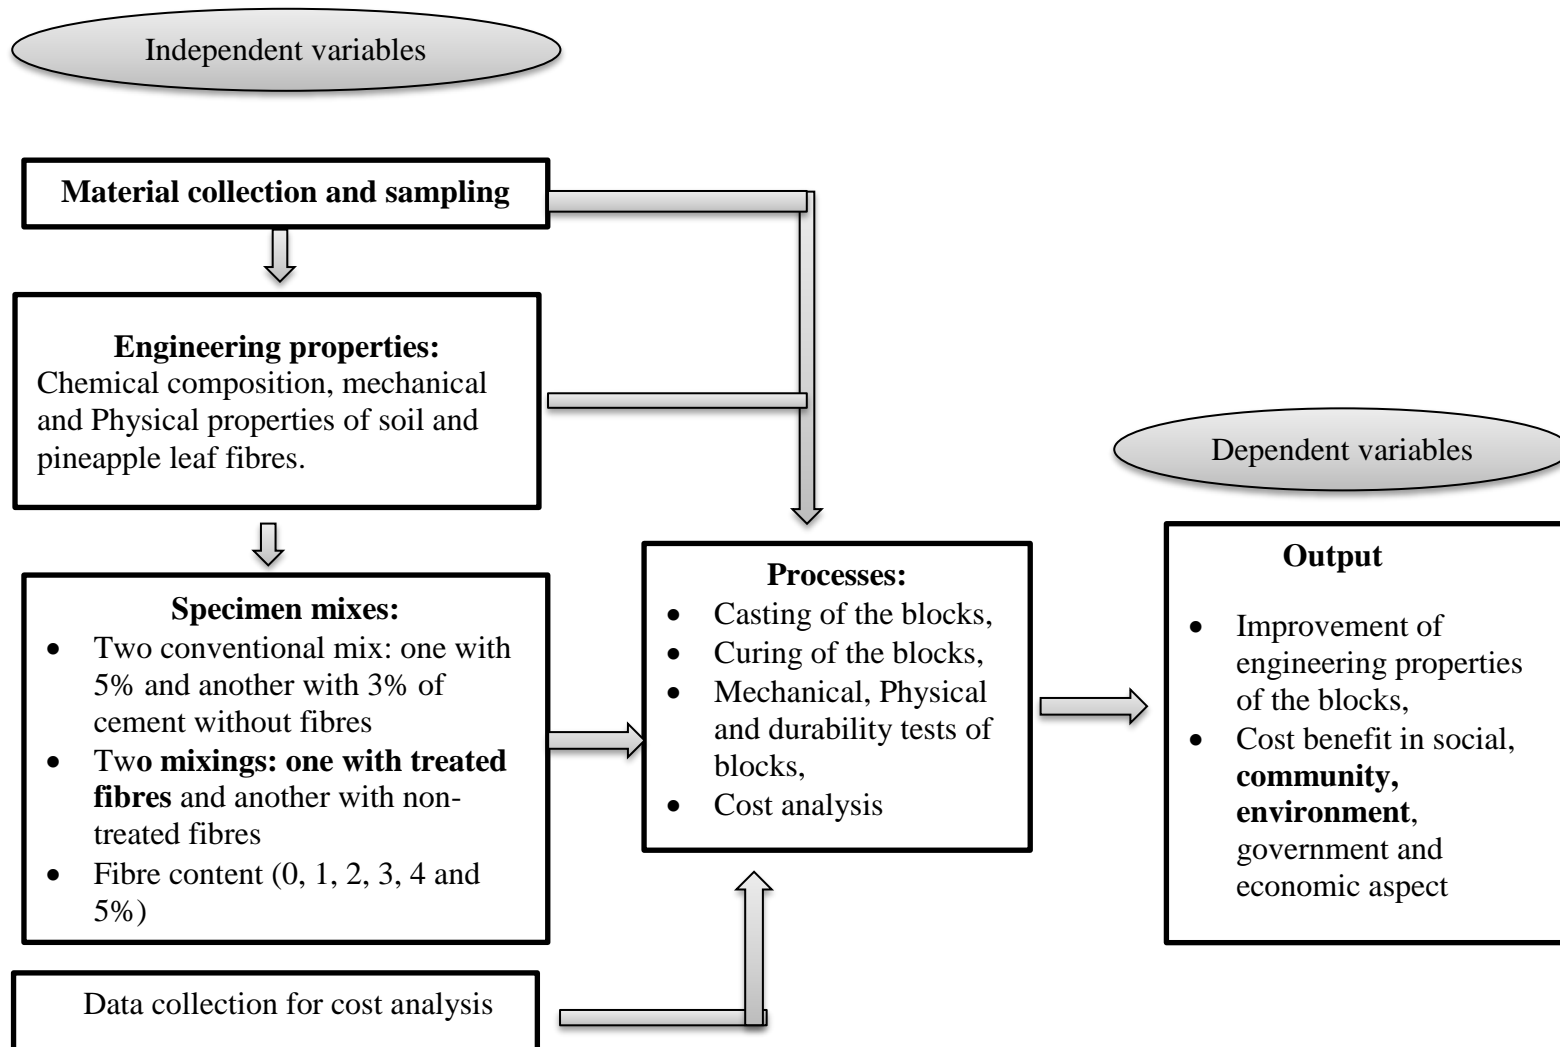 Independent variables
Material collection and sampling
Engineering properties:
Chemical composition, mechanical
and Physical properties of soil and
pineapple leaf fibres.
Specimen mixes:
• Two conventional mix: one with
5% and another with 3% of
cement without fibres
• Two mixings: one with treated
fibres and another with non-
treated fibres
• Fibre content (0, 1, 2, 3, 4 and
5%)
Data collection for cost analysis
Processes:
• Casting of the blocks,
• Curing of the blocks,
• Mechanical, Physical
and durability tests of
blocks,
• Cost analysis
Dependent variables
Output
• Improvement of
engineering properties
of the blocks,
• Cost benefit in social,
community,
environment,
government and
economic aspect